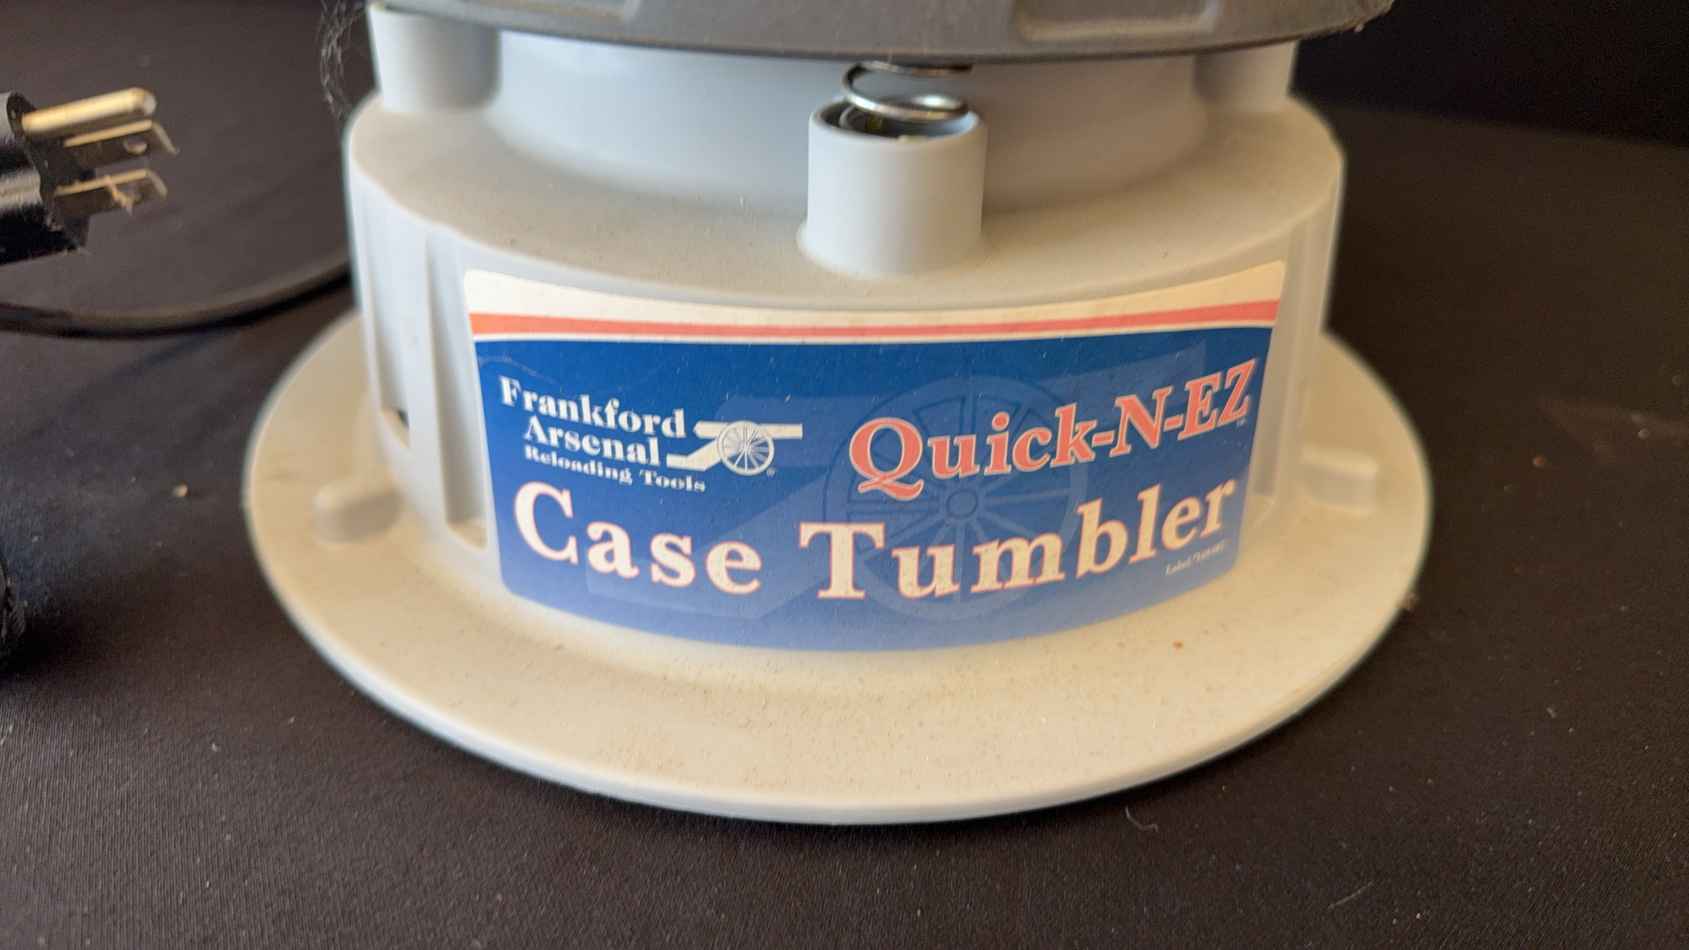 Frankford
Arsenal
Reloading Tools
Quick-N-EZ
Case Tumbler